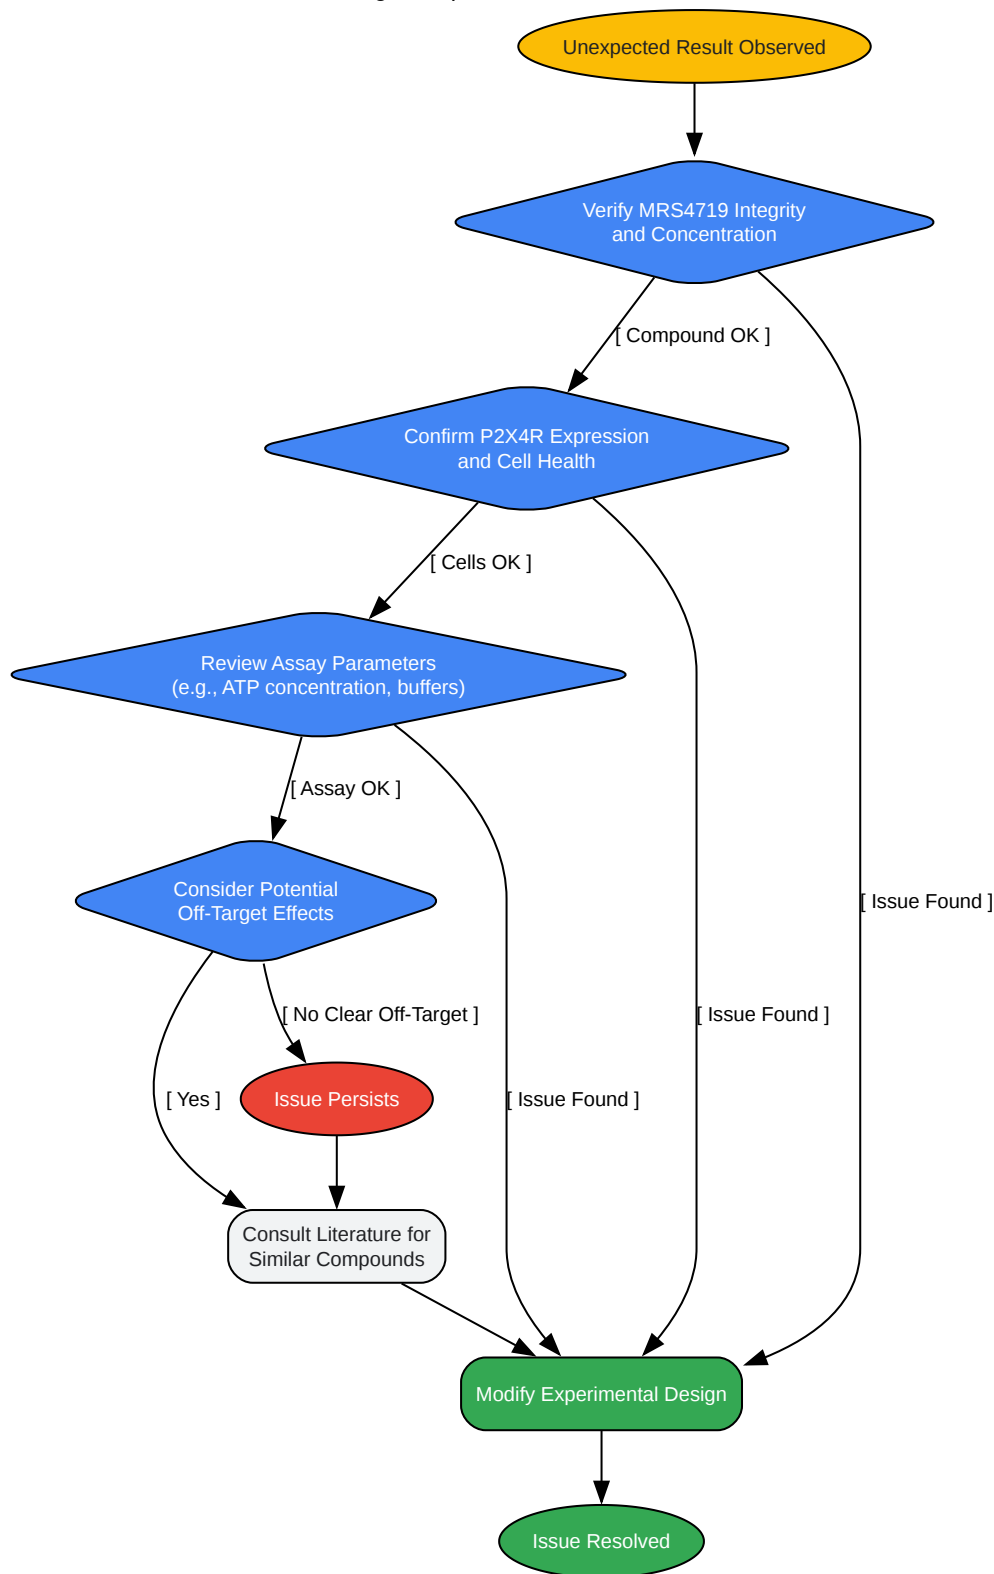 Unexpected Result Observed
Verify MRS4719 Integrity
and Concentration
[ Compound OK ]
Confirm P2X4R Expression
and Cell Health
[ Cells OK ]
Review Assay Parameters
(e.g., ATP concentration, buffers)
[ Assay OK ]
Consider Potential
Off-Target Effects
[ Issue Found ]
[ No Clear Off-Target ]
[ Issue Found ]
[ Yes ]
Issue Persists
[ Issue Found ]
Consult Literature for
Similar Compounds
Modify Experimental Design
Issue Resolved